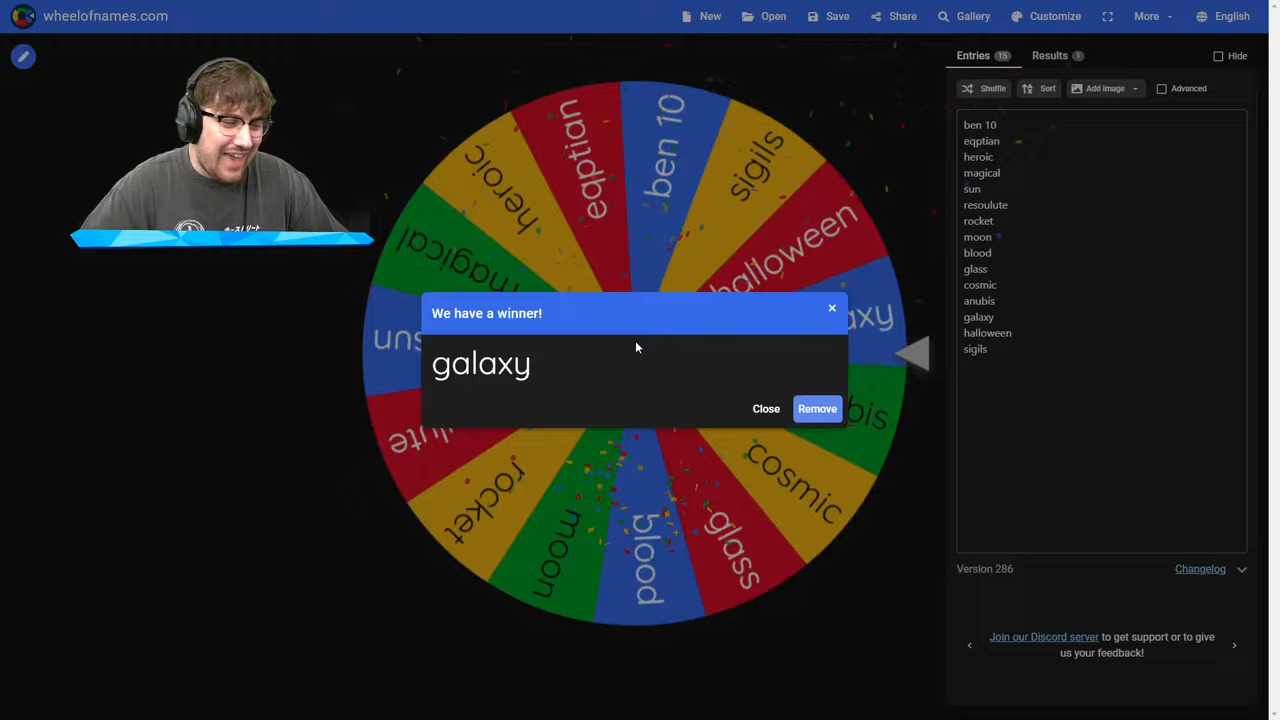 wheelofnames.com
New
Open
Save
Share
Gallery
Customize
More
English
Entries 15
Results 1
Hide
Shuffle
Sort
Add image
Advanced
ben 10
eqptian
heroic
magical
sun
resoulute
rocket
moon
blood
glass
cosmic
anubis
galaxy
halloween
sigils
eqptian
ben 10
sigils
heroic
halloween
magical
axy
sun
We have a winner!
galaxy
Close
Remove
bis
cosmic
rocket
moon
blood
glass
Version 286
Changelog
Join our Discord server to get support or to give
us your feedback!